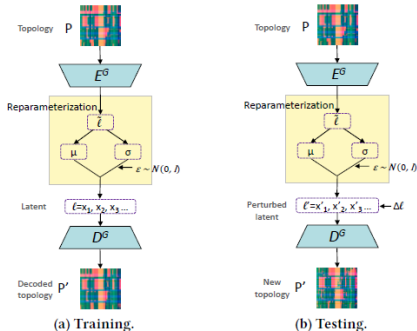 Topology P
E^G
Reparameterization
ℓ̃
μ σ
ε ~ N(0, I)
Latent ℓ=x₁, x₂, x₃ ...
D^G
Decoded topology P'
(a) Training.
Topology P
E^G
Reparameterization
ℓ̃
μ σ
ε ~ N(0, I)
Perturbed latent ℓ'=x'₁, x'₂, x'₃ ... Δℓ
D^G
New topology P'
(b) Testing.